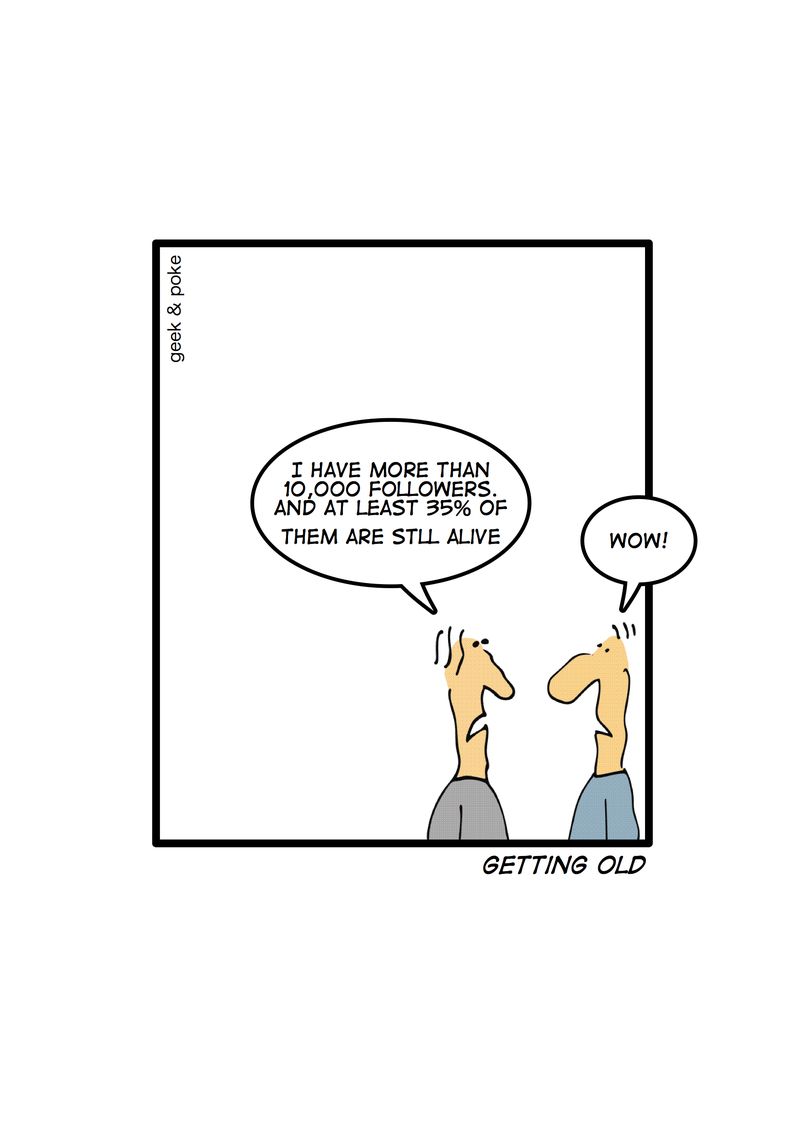 geek & poke
I HAVE MORE THAN
10,000 FOLLOWERS.
AND AT LEAST 35% OF
THEM ARE STLL ALIVE
WOW!
GETTING OLD